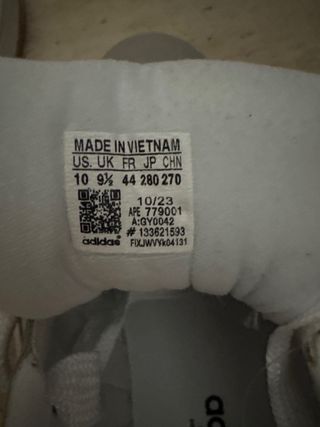 MADE IN VIETNAM
US. UK FR JP CHN
10 9½ 44 280 270
10/23
APE 779001
A:GY0042
# 133621593
adidas
FIXJWVYk04131